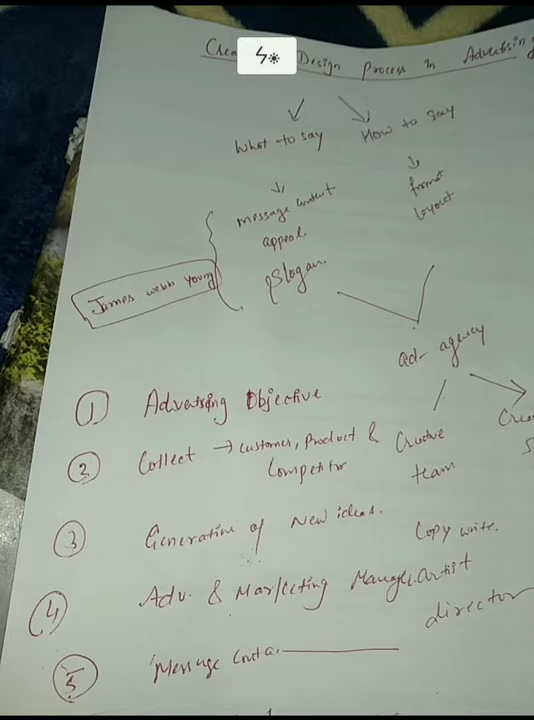 Design Process in Advertising
What to say
How to say
message content
format
layout
appeal
Slogan.
James webb Young
ad- agency
1 Advertising Objective
2 Collect → customer, Product &
Competitor
Creative
team
3 Generation of New ideas.
Copy write.
4 Adv. & Marketing Manager.
artist
director
5 Message